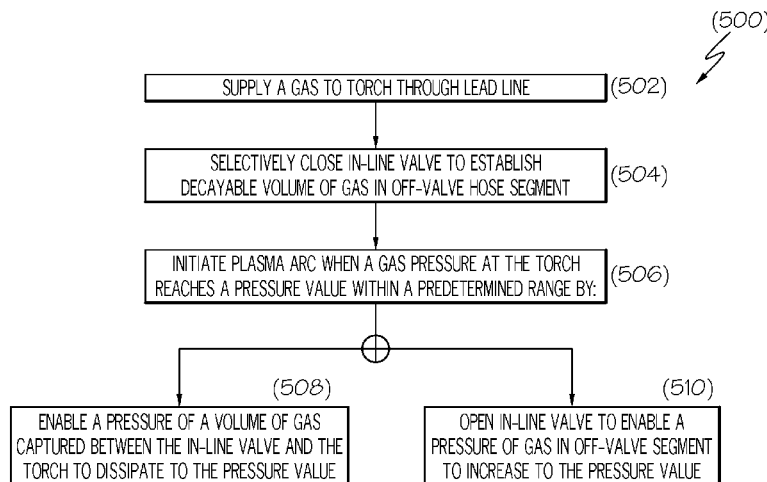 (500)
SUPPLY A GAS TO TORCH THROUGH LEAD LINE
(502)
SELECTIVELY CLOSE IN-LINE VALVE TO ESTABLISH
DECAYABLE VOLUME OF GAS IN OFF-VALVE HOSE SEGMENT
(504)
INITIATE PLASMA ARC WHEN A GAS PRESSURE AT THE TORCH
REACHES A PRESSURE VALUE WITHIN A PREDETERMINED RANGE BY:
(506)
(508)
ENABLE A PRESSURE OF A VOLUME OF GAS
CAPTURED BETWEEN THE IN-LINE VALVE AND THE
TORCH TO DISSIPATE TO THE PRESSURE VALUE
(510)
OPEN IN-LINE VALVE TO ENABLE A
PRESSURE OF GAS IN OFF-VALVE SEGMENT
TO INCREASE TO THE PRESSURE VALUE